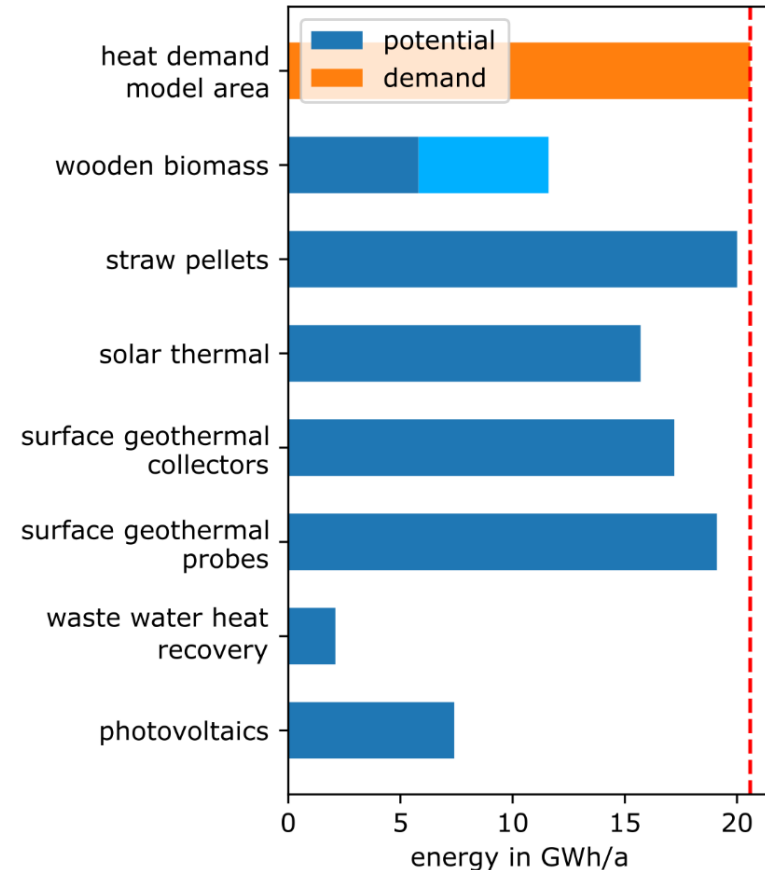 potential
demand
heat demand
model area
wooden biomass
straw pellets
solar thermal
surface geothermal
collectors
surface geothermal
probes
waste water heat
recovery
photovoltaics
0 5 10 15 20
energy in GWh/a